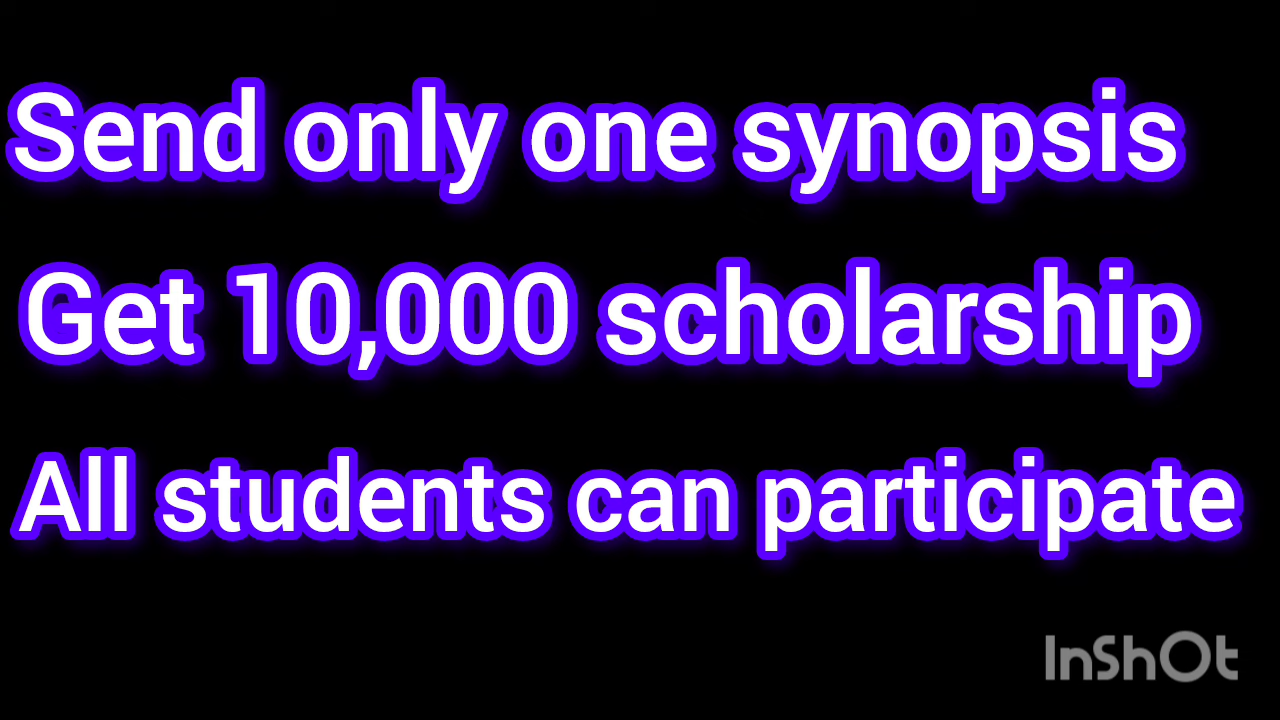 Send only one synopsis
Get 10,000 scholarship
All students can participate
InShOt